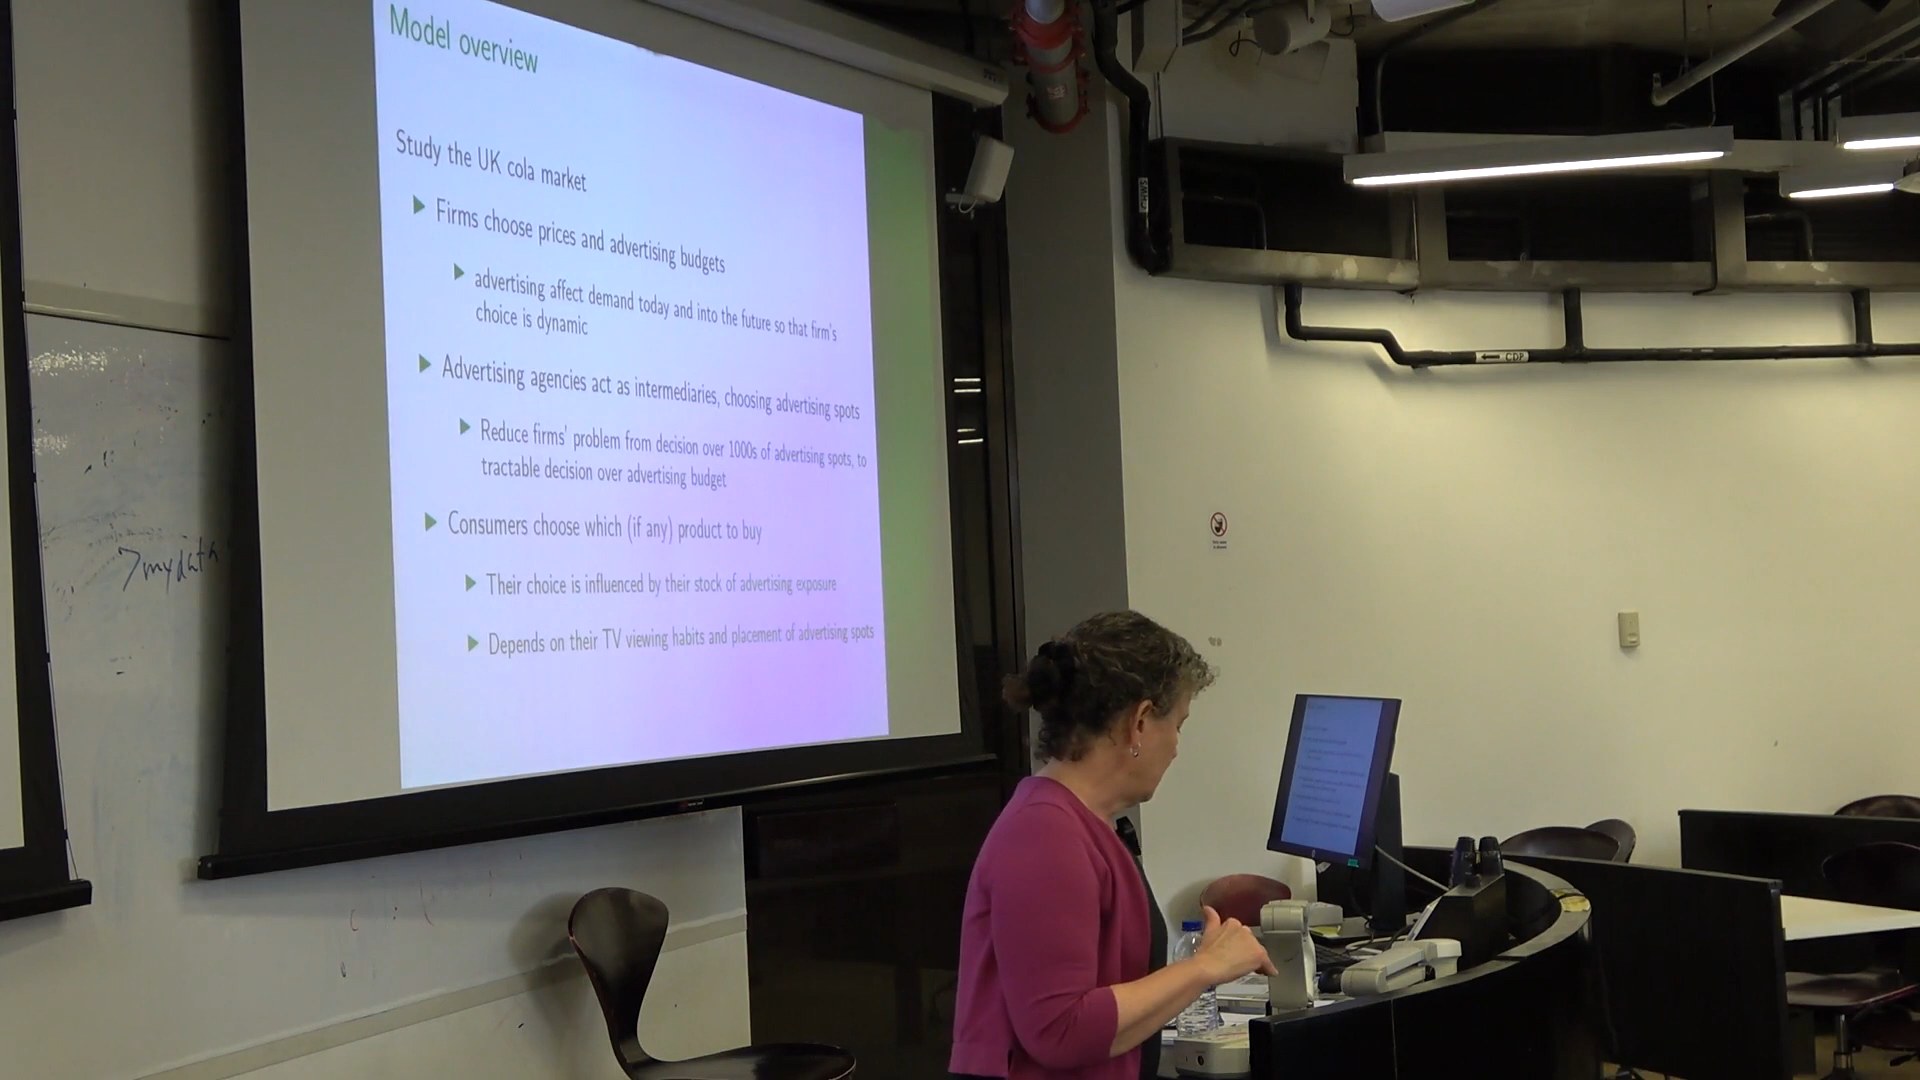 Model overview
Study the UK cola market
Firms choose prices and advertising budgets
advertising affect demand today and into the future so that firm's
choice is dynamic
Advertising agencies act as intermediaries, choosing advertising spots
Reduce firms' problem from decision over 1000s of advertising spots, to
tractable decision over advertising budget
Consumers choose which (if any) product to buy
Their choice is influenced by their stock of advertising exposure
Depends on their TV viewing habits and placement of advertising spots
>mydata
CHWS
← CDP